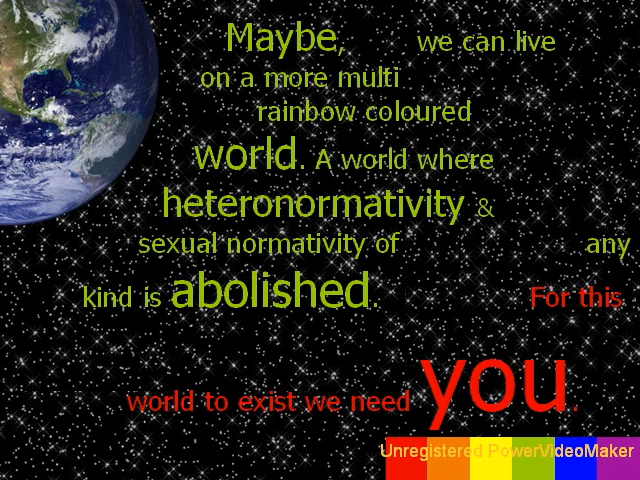 Maybe, we can live
on a more multi
rainbow coloured
world. A world where
heteronormativity &
sexual normativity of any
kind is abolished. For this
world to exist we need you.
Unregistered PowerVideoMaker